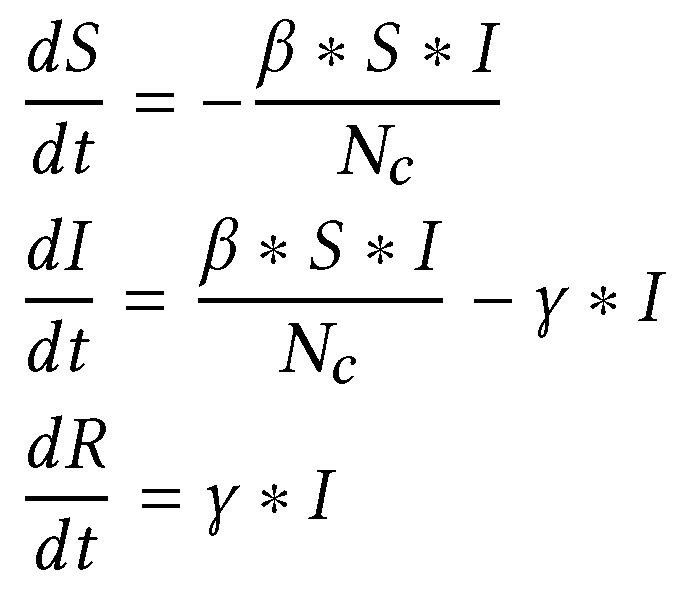 dS/dt = −(β * S * I)/N_c
dI/dt = (β * S * I)/N_c − γ * I
dR/dt = γ * I